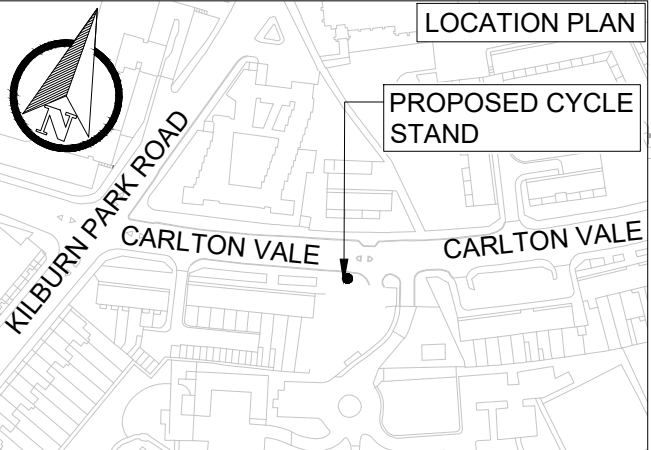 LOCATION PLAN
N
PROPOSED CYCLE
STAND
KILBURN PARK ROAD
CARLTON VALE
CARLTON VALE